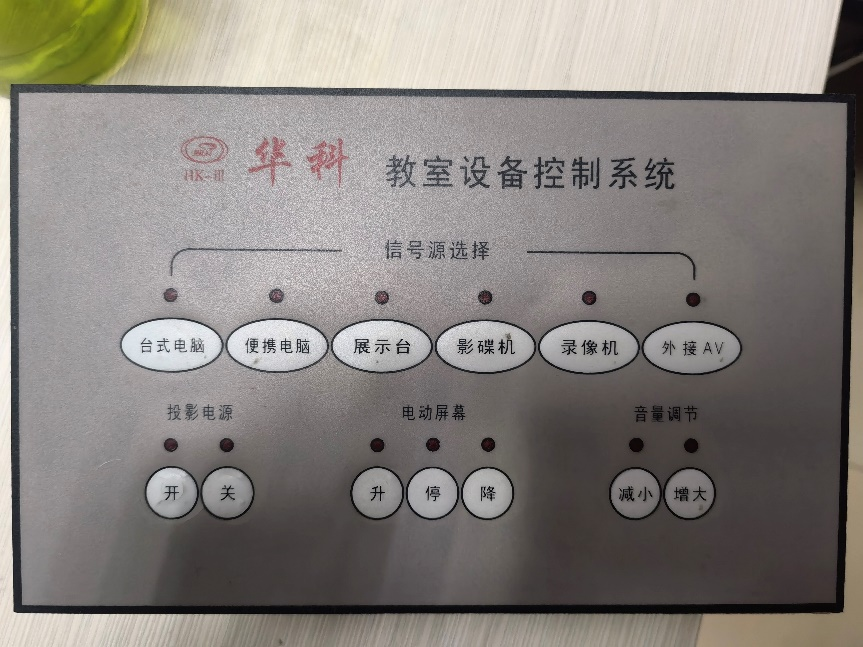 华科 教室设备控制系统
HK-III
信号源选择
台式电脑 便携电脑 展示台 影碟机 录像机 外接AV
投影电源 电动屏幕 音量调节
开 关 升 停 降 减小 增大